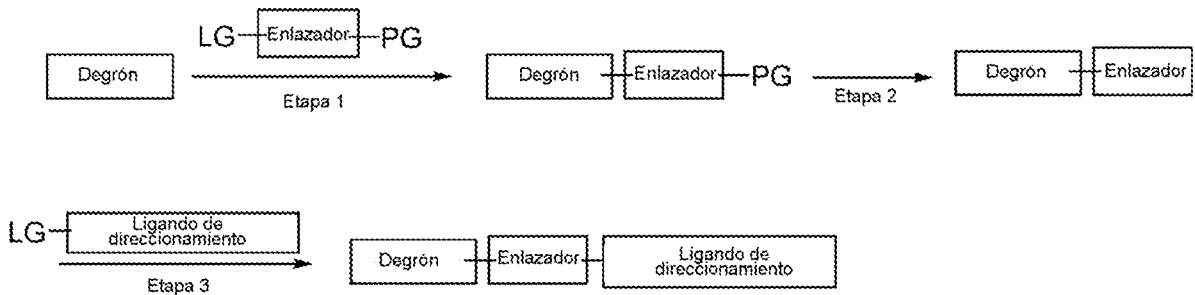 LG Enlazador PG
Degrón
Etapa 1
Degrón Enlazador PG
Etapa 2
Degrón Enlazador
LG Ligando de
direccionamiento
Etapa 3
Degrón Enlazador Ligando de
direccionamiento